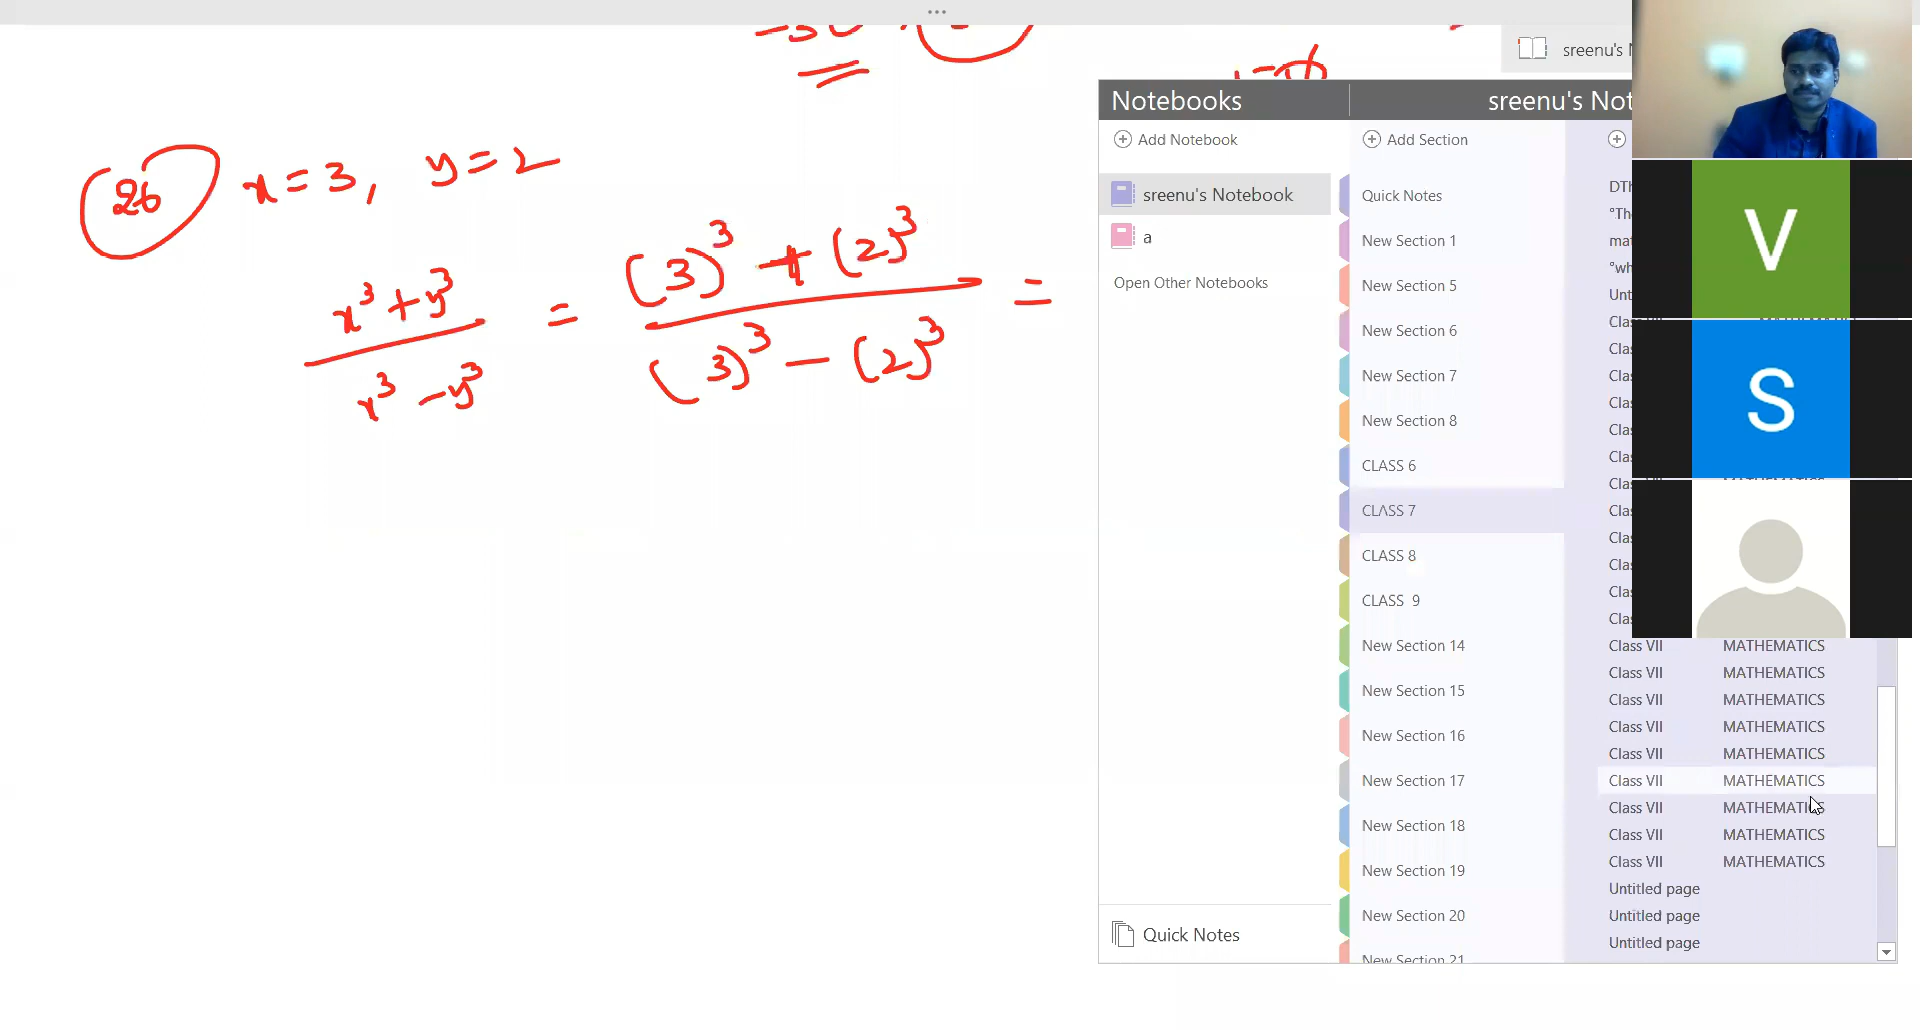 sreenu's
Notebooks
sreenu's Not
Add Notebook
Add Section
sreenu's Notebook
a
Open Other Notebooks
Quick Notes
Quick Notes
New Section 1
New Section 5
New Section 6
New Section 7
New Section 8
CLASS 6
CLASS 7
CLASS 8
CLASS 9
New Section 14
New Section 15
New Section 16
New Section 17
New Section 18
New Section 19
New Section 20
New Section 21
Class VII MATHEMATICS
Class VII MATHEMATICS
Class VII MATHEMATICS
Class VII MATHEMATICS
Class VII MATHEMATICS
Class VII MATHEMATICS
Class VII MATHEMATICS
Class VII MATHEMATICS
Class VII MATHEMATICS
Untitled page
Untitled page
Untitled page
V
S
26 x = 3, y = 2
x³ + y³ / x³ - y³ = (3)³ + (2)³ / (3)³ - (2)³ =